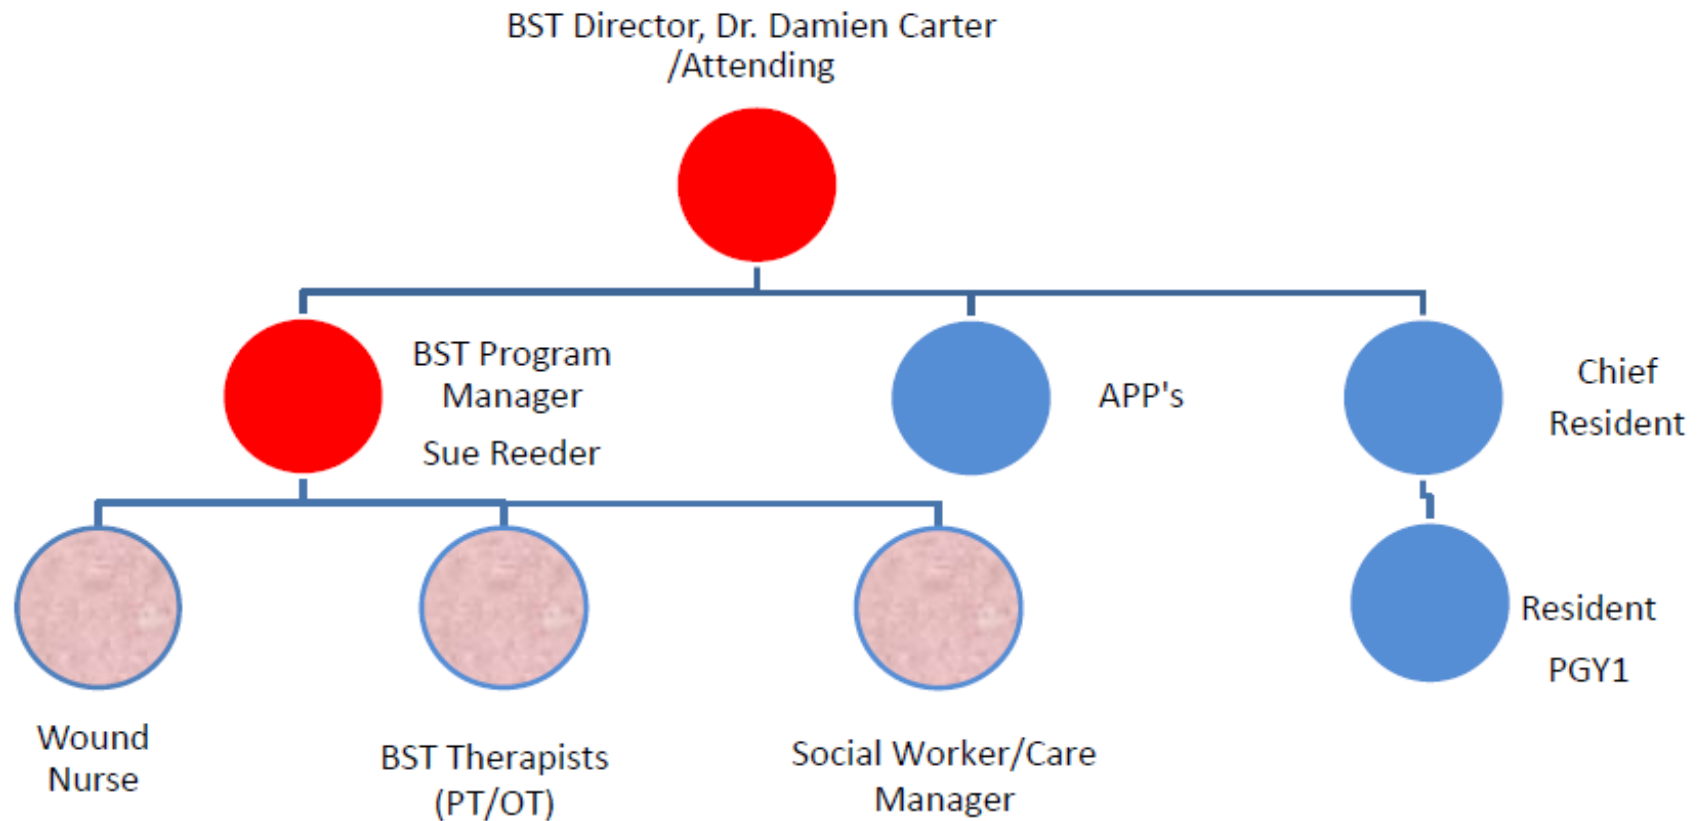 BST Director, Dr. Damien Carter
/Attending
BST Program
Manager
Sue Reeder
APP's
Chief
Resident
Resident
PGY1
Wound
Nurse
BST Therapists
(PT/OT)
Social Worker/Care
Manager